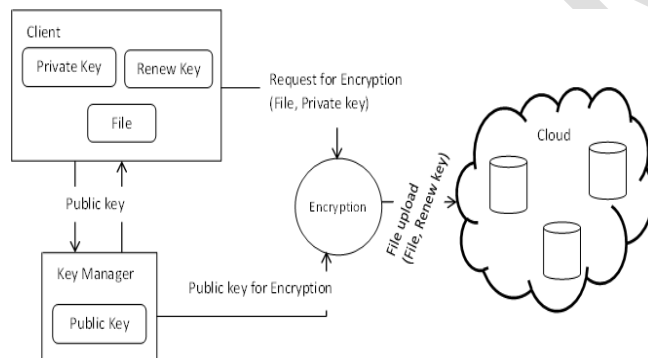 Client
Private Key
Renew Key
File
Request for Encryption
(File, Private key)
Cloud
Public key
Encryption
File upload
(File, Renew key)
Key Manager
Public Key
Public key for Encryption